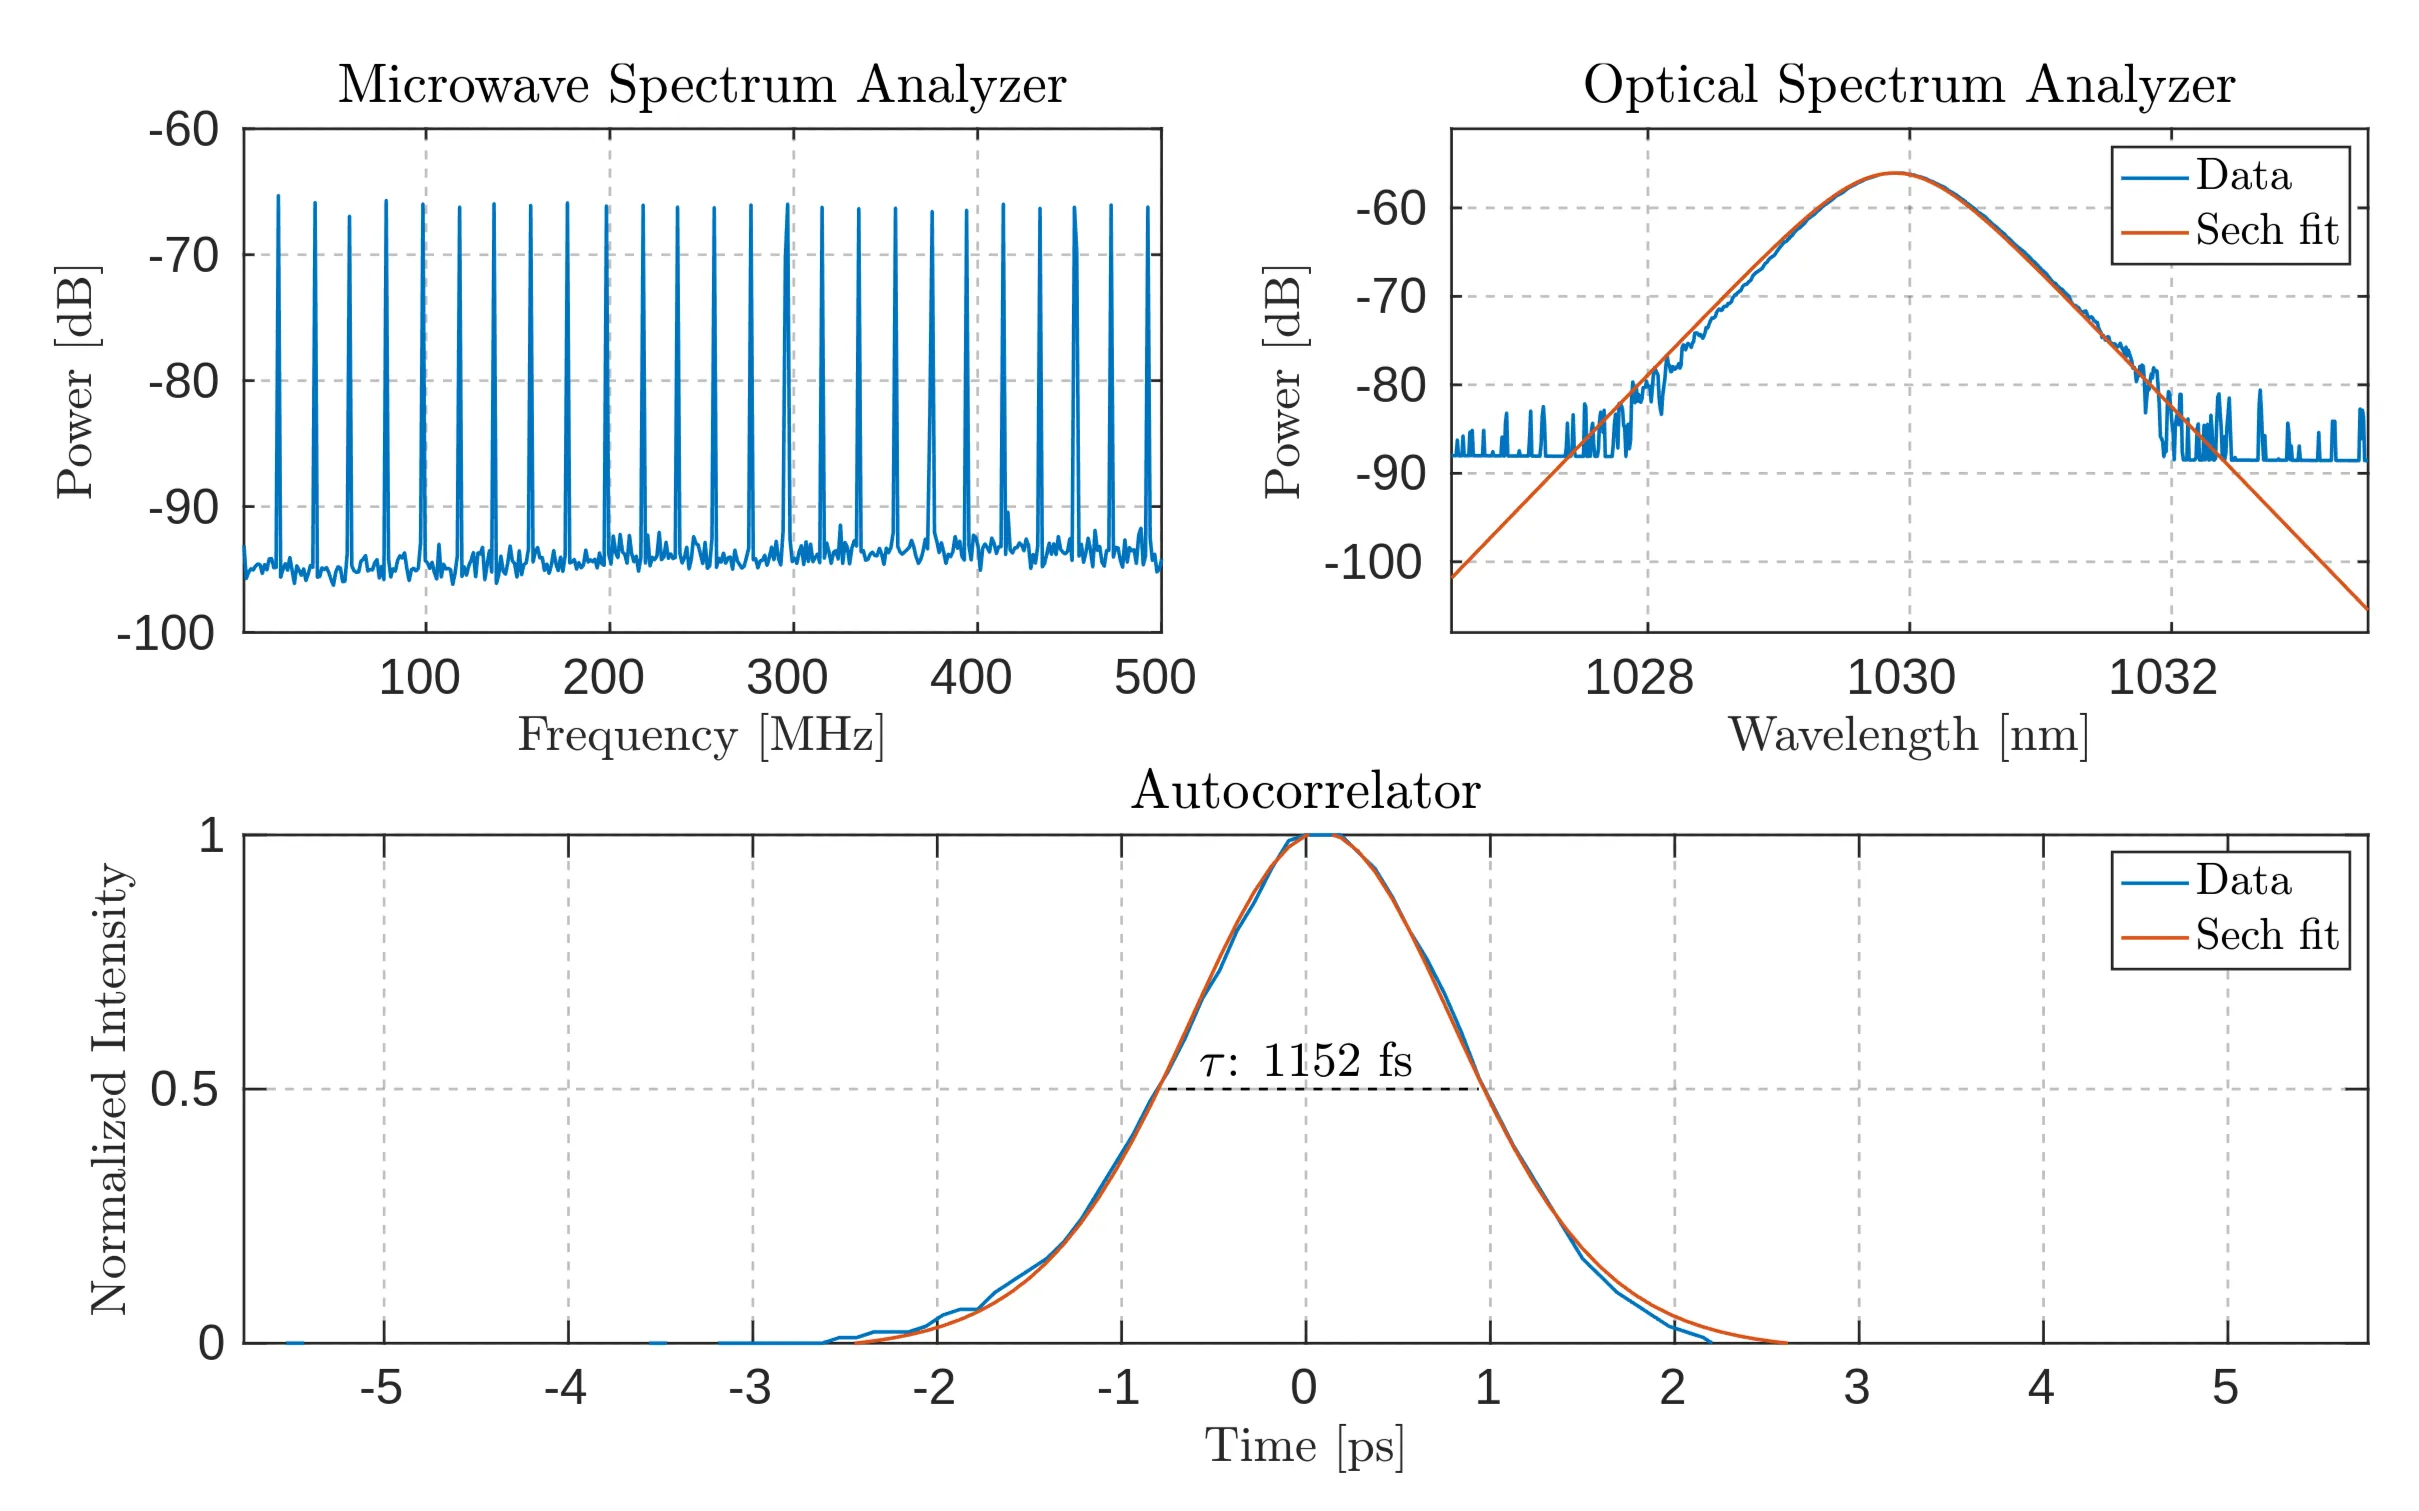 Microwave Spectrum Analyzer
-60
-70
-80
-90
-100
Power [dB]
100 200 300 400 500
Frequency [MHz]
Optical Spectrum Analyzer
Data
Sech fit
-60
-70
-80
-90
-100
Power [dB]
1028 1030 1032
Wavelength [nm]
Autocorrelator
Data
Sech fit
1
0.5
0
Normalized Intensity
τ: 1152 fs
-5 -4 -3 -2 -1 0 1 2 3 4 5
Time [ps]